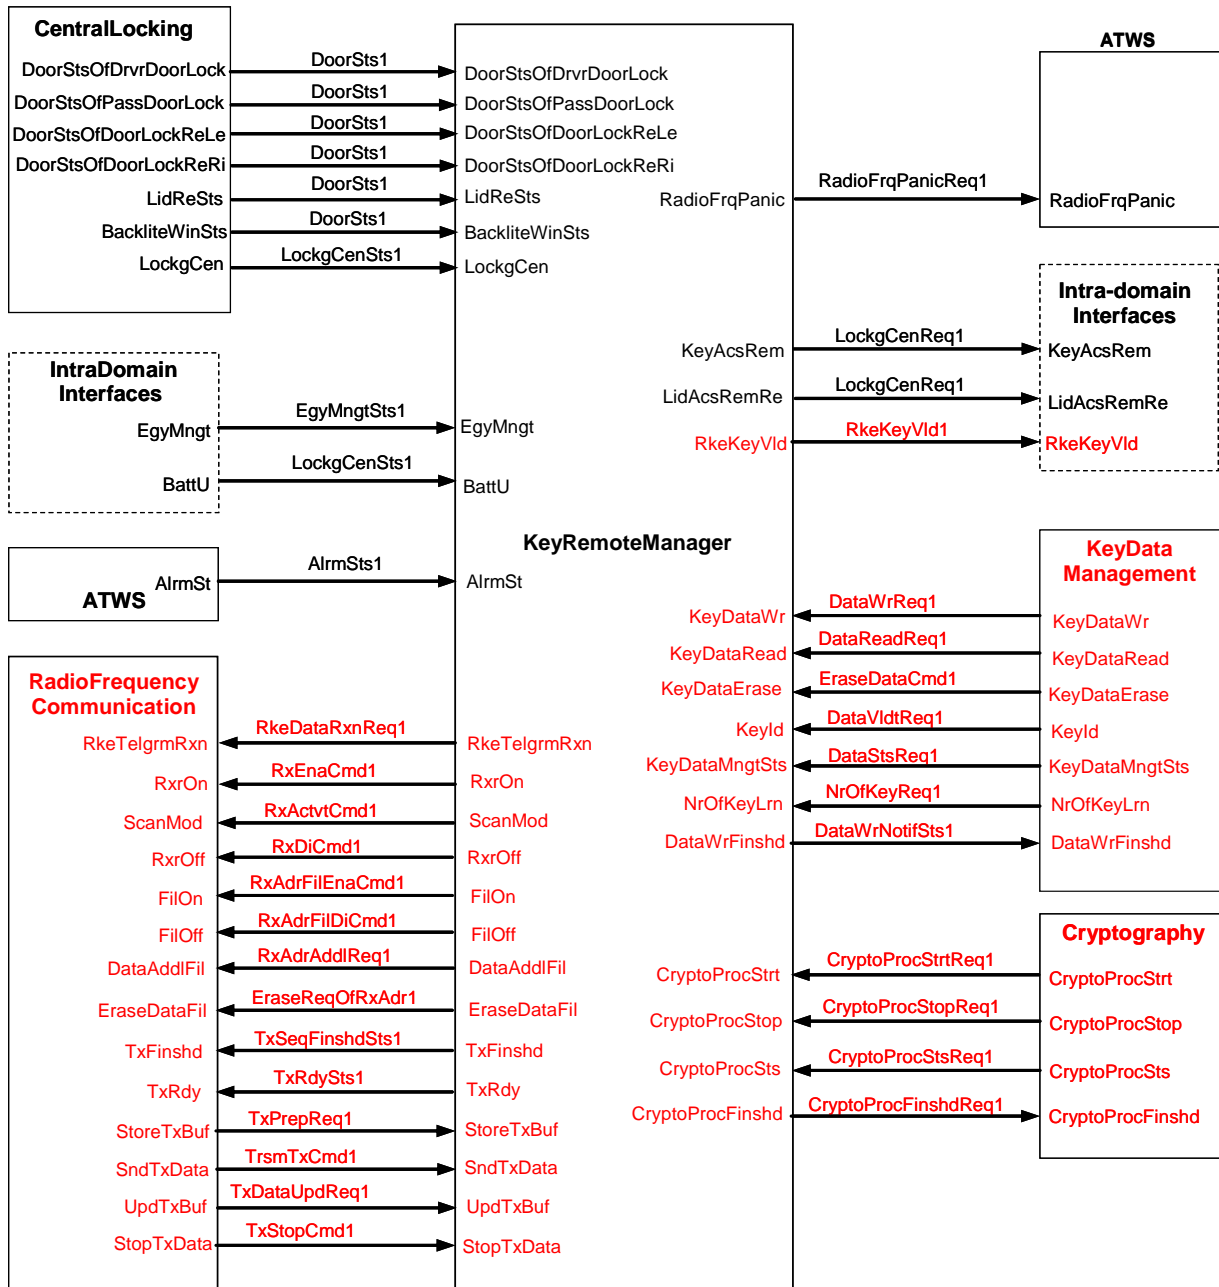 CentralLocking
DoorStsOfDrvrDoorLock
DoorStsOfPassDoorLock
DoorStsOfDoorLockReLe
DoorStsOfDoorLockReRi
LidReSts
BackliteWinSts
LockgCen
DoorSts1
DoorSts1
DoorSts1
DoorSts1
DoorSts1
DoorSts1
LockgCenSts1
DoorStsOfDrvrDoorLock
DoorStsOfPassDoorLock
DoorStsOfDoorLockReLe
DoorStsOfDoorLockReRi
LidReSts
BackliteWinSts
LockgCen
IntraDomain
Interfaces
EgyMngt
BattU
EgyMngtSts1
LockgCenSts1
EgyMngt
BattU
AlrmSt
ATWS
AlrmSts1
AlrmSt
KeyRemoteManager
RadioFrequency
Communication
RkeTelgrmRxn
RxrOn
ScanMod
RxrOff
FilOn
FilOff
DataAddlFil
EraseDataFil
TxFinshd
TxRdy
StoreTxBuf
SndTxData
UpdTxBuf
StopTxData
RkeDataRxnReq1
RxEnaCmd1
RxActvtCmd1
RxDiCmd1
RxAdrFilEnaCmd1
RxAdrFilDiCmd1
RxAdrAddlReq1
EraseReqOfRxAdr1
TxSeqFinshdSts1
TxRdySts1
TxPrepReq1
TrsmTxCmd1
TxDataUpdReq1
TxStopCmd1
RkeTelgrmRxn
RxrOn
ScanMod
RxrOff
FilOn
FilOff
DataAddlFil
EraseDataFil
TxFinshd
TxRdy
StoreTxBuf
SndTxData
UpdTxBuf
StopTxData
RadioFrqPanic
RadioFrqPanicReq1
ATWS
RadioFrqPanic
KeyAcsRem
LidAcsRemRe
RkeKeyVld
LockgCenReq1
LockgCenReq1
RkeKeyVld1
Intra-domain
Interfaces
KeyAcsRem
LidAcsRemRe
RkeKeyVld
KeyDataWr
KeyDataRead
KeyDataErase
KeyId
KeyDataMngtSts
NrOfKeyLrn
DataWrFinshd
DataWrReq1
DataReadReq1
EraseDataCmd1
DataVldtReq1
DataStsReq1
NrOfKeyReq1
DataWrNotifSts1
KeyData
Management
KeyDataWr
KeyDataRead
KeyDataErase
KeyId
KeyDataMngtSts
NrOfKeyLrn
DataWrFinshd
CryptoProcStrt
CryptoProcStop
CryptoProcSts
CryptoProcFinshd
CryptoProcStrtReq1
CryptoProcStopReq1
CryptoProcStsReq1
CryptoProcFinshdReq1
Cryptography
CryptoProcStrt
CryptoProcStop
CryptoProcSts
CryptoProcFinshd